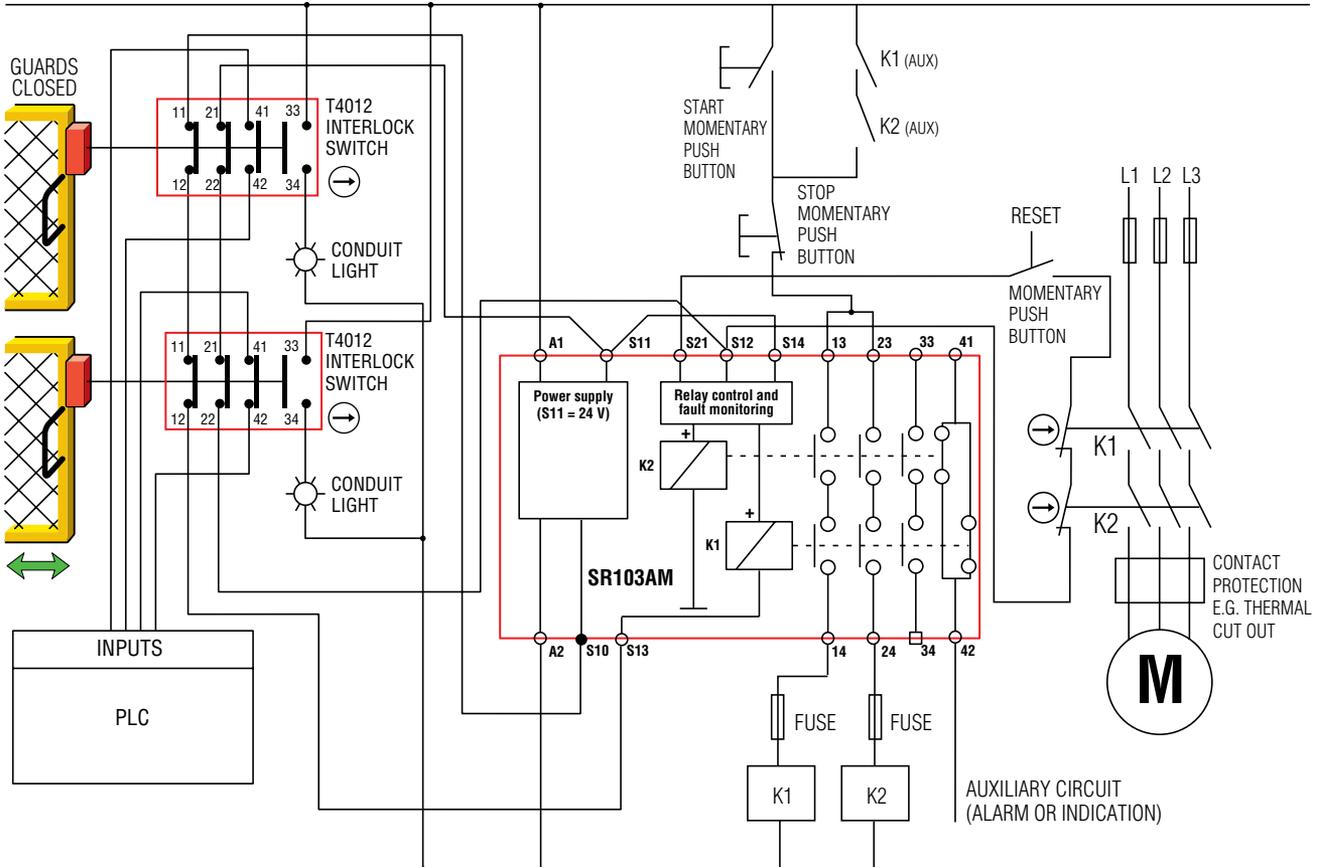 GUARDS
CLOSED
11 21 41 33
12 22 42 34
T4012
INTERLOCK
SWITCH
CONDUIT
LIGHT
11 21 41 33
12 22 42 34
T4012
INTERLOCK
SWITCH
CONDUIT
LIGHT
INPUTS
PLC
START
MOMENTARY
PUSH
BUTTON
K1 (AUX)
K2 (AUX)
STOP
MOMENTARY
PUSH
BUTTON
RESET
MOMENTARY
PUSH
BUTTON
L1 L2 L3
A1 S11 S21 S12 S14 13 23 33 41
Power supply
(S11 = 24 V)
Relay control and
fault monitoring
+
K2
+
K1
SR103AM
A2 S10 S13 14 24 34 42
K1
K2
CONTACT
PROTECTION
E.G. THERMAL
CUT OUT
M
FUSE
FUSE
K1
K2
AUXILIARY CIRCUIT
(ALARM OR INDICATION)